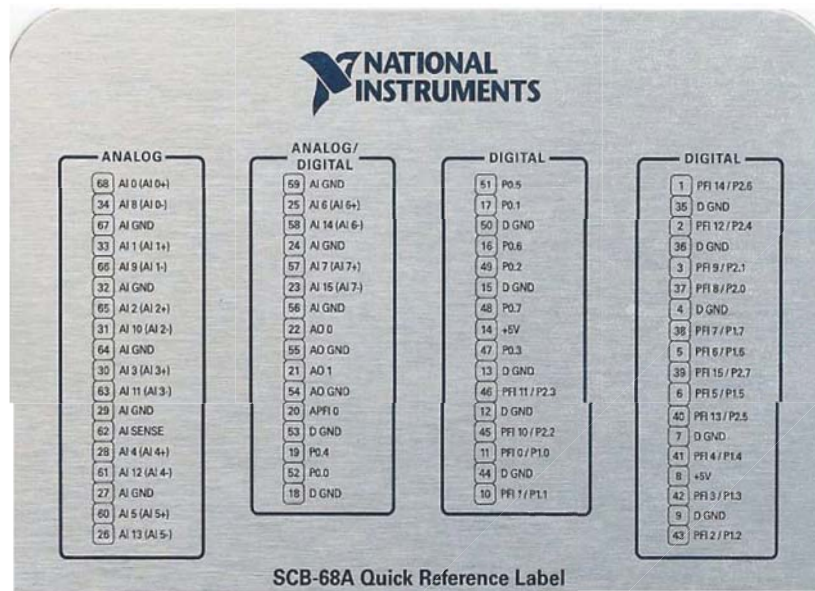 NATIONAL
INSTRUMENTS
ANALOG
68 AI 0 (AI 0+)
34 AI 8 (AI 0-)
67 AI GND
33 AI 1 (AI 1+)
66 AI 9 (AI 1-)
32 AI GND
65 AI 2 (AI 2+)
31 AI 10 (AI 2-)
64 AI GND
30 AI 3 (AI 3+)
63 AI 11 (AI 3-)
29 AI GND
62 AI SENSE
28 AI 4 (AI 4+)
61 AI 12 (AI 4-)
27 AI GND
60 AI 5 (AI 5+)
26 AI 13 (AI 5-)
ANALOG/
DIGITAL
59 AI GND
25 AI 6 (AI 6+)
58 AI 14 (AI 6-)
24 AI GND
57 AI 7 (AI 7+)
23 AI 15 (AI 7-)
56 AI GND
22 AO 0
55 AO GND
21 AO 1
54 AO GND
20 APFI 0
53 D GND
19 P0.4
52 P0.0
18 D GND
DIGITAL
51 P0.5
17 P0.1
50 D GND
16 P0.6
49 P0.2
15 D GND
48 P0.7
14 +5V
47 P0.3
13 D GND
46 PFI 11 / P2.3
12 D GND
45 PFI 10 / P2.2
11 PFI 0 / P1.0
44 D GND
10 PFI 1 / P1.1
DIGITAL
1 PFI 14 / P2.6
35 D GND
2 PFI 12 / P2.4
36 D GND
3 PFI 9 / P2.1
37 PFI 8 / P2.0
4 D GND
38 PFI 7 / P1.7
5 PFI 6 / P1.6
39 PFI 15 / P2.7
6 PFI 5 / P1.5
40 PFI 13 / P2.5
7 D GND
41 PFI 4 / P1.4
8 +5V
42 PFI 3 / P1.3
9 D GND
43 PFI 2 / P1.2
SCB-68A Quick Reference Label